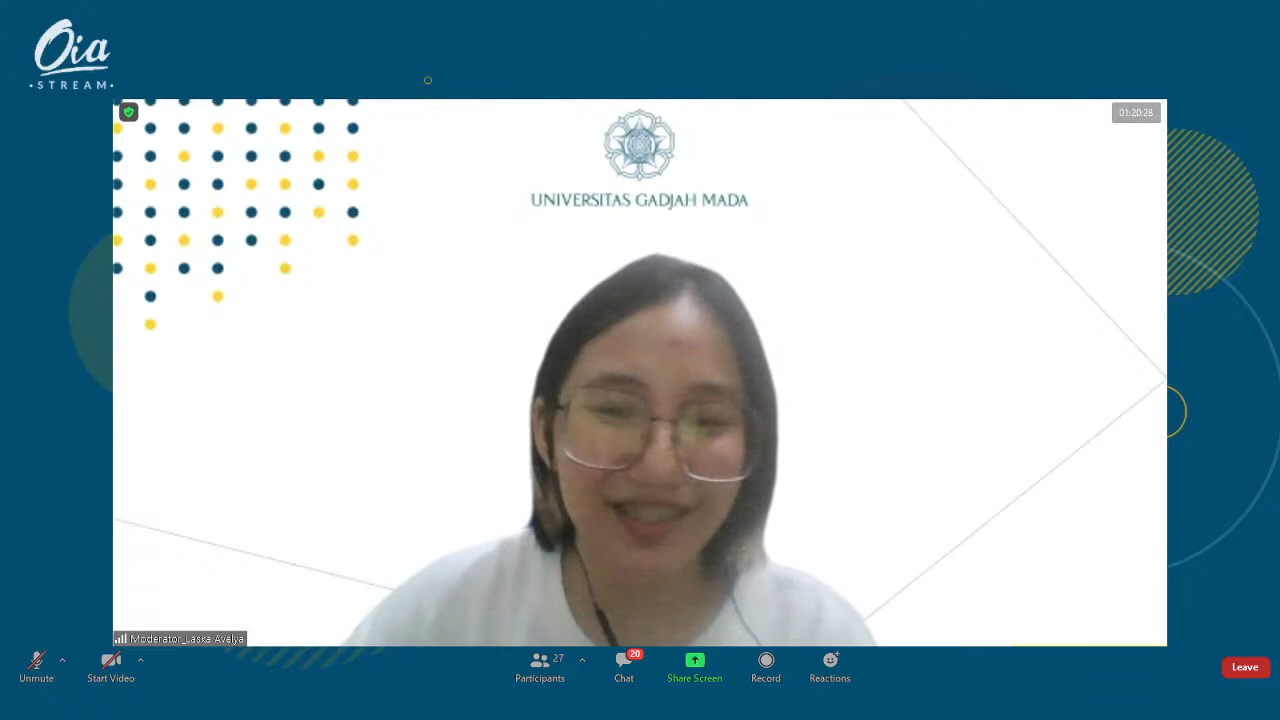 Oia
•STREAM•
01:20:28
UNIVERSITAS GADJAH MADA
Moderator_Laska Avelya
Unmute
Start Video
27
Participants
20
Chat
Share Screen
Record
Reactions
Leave